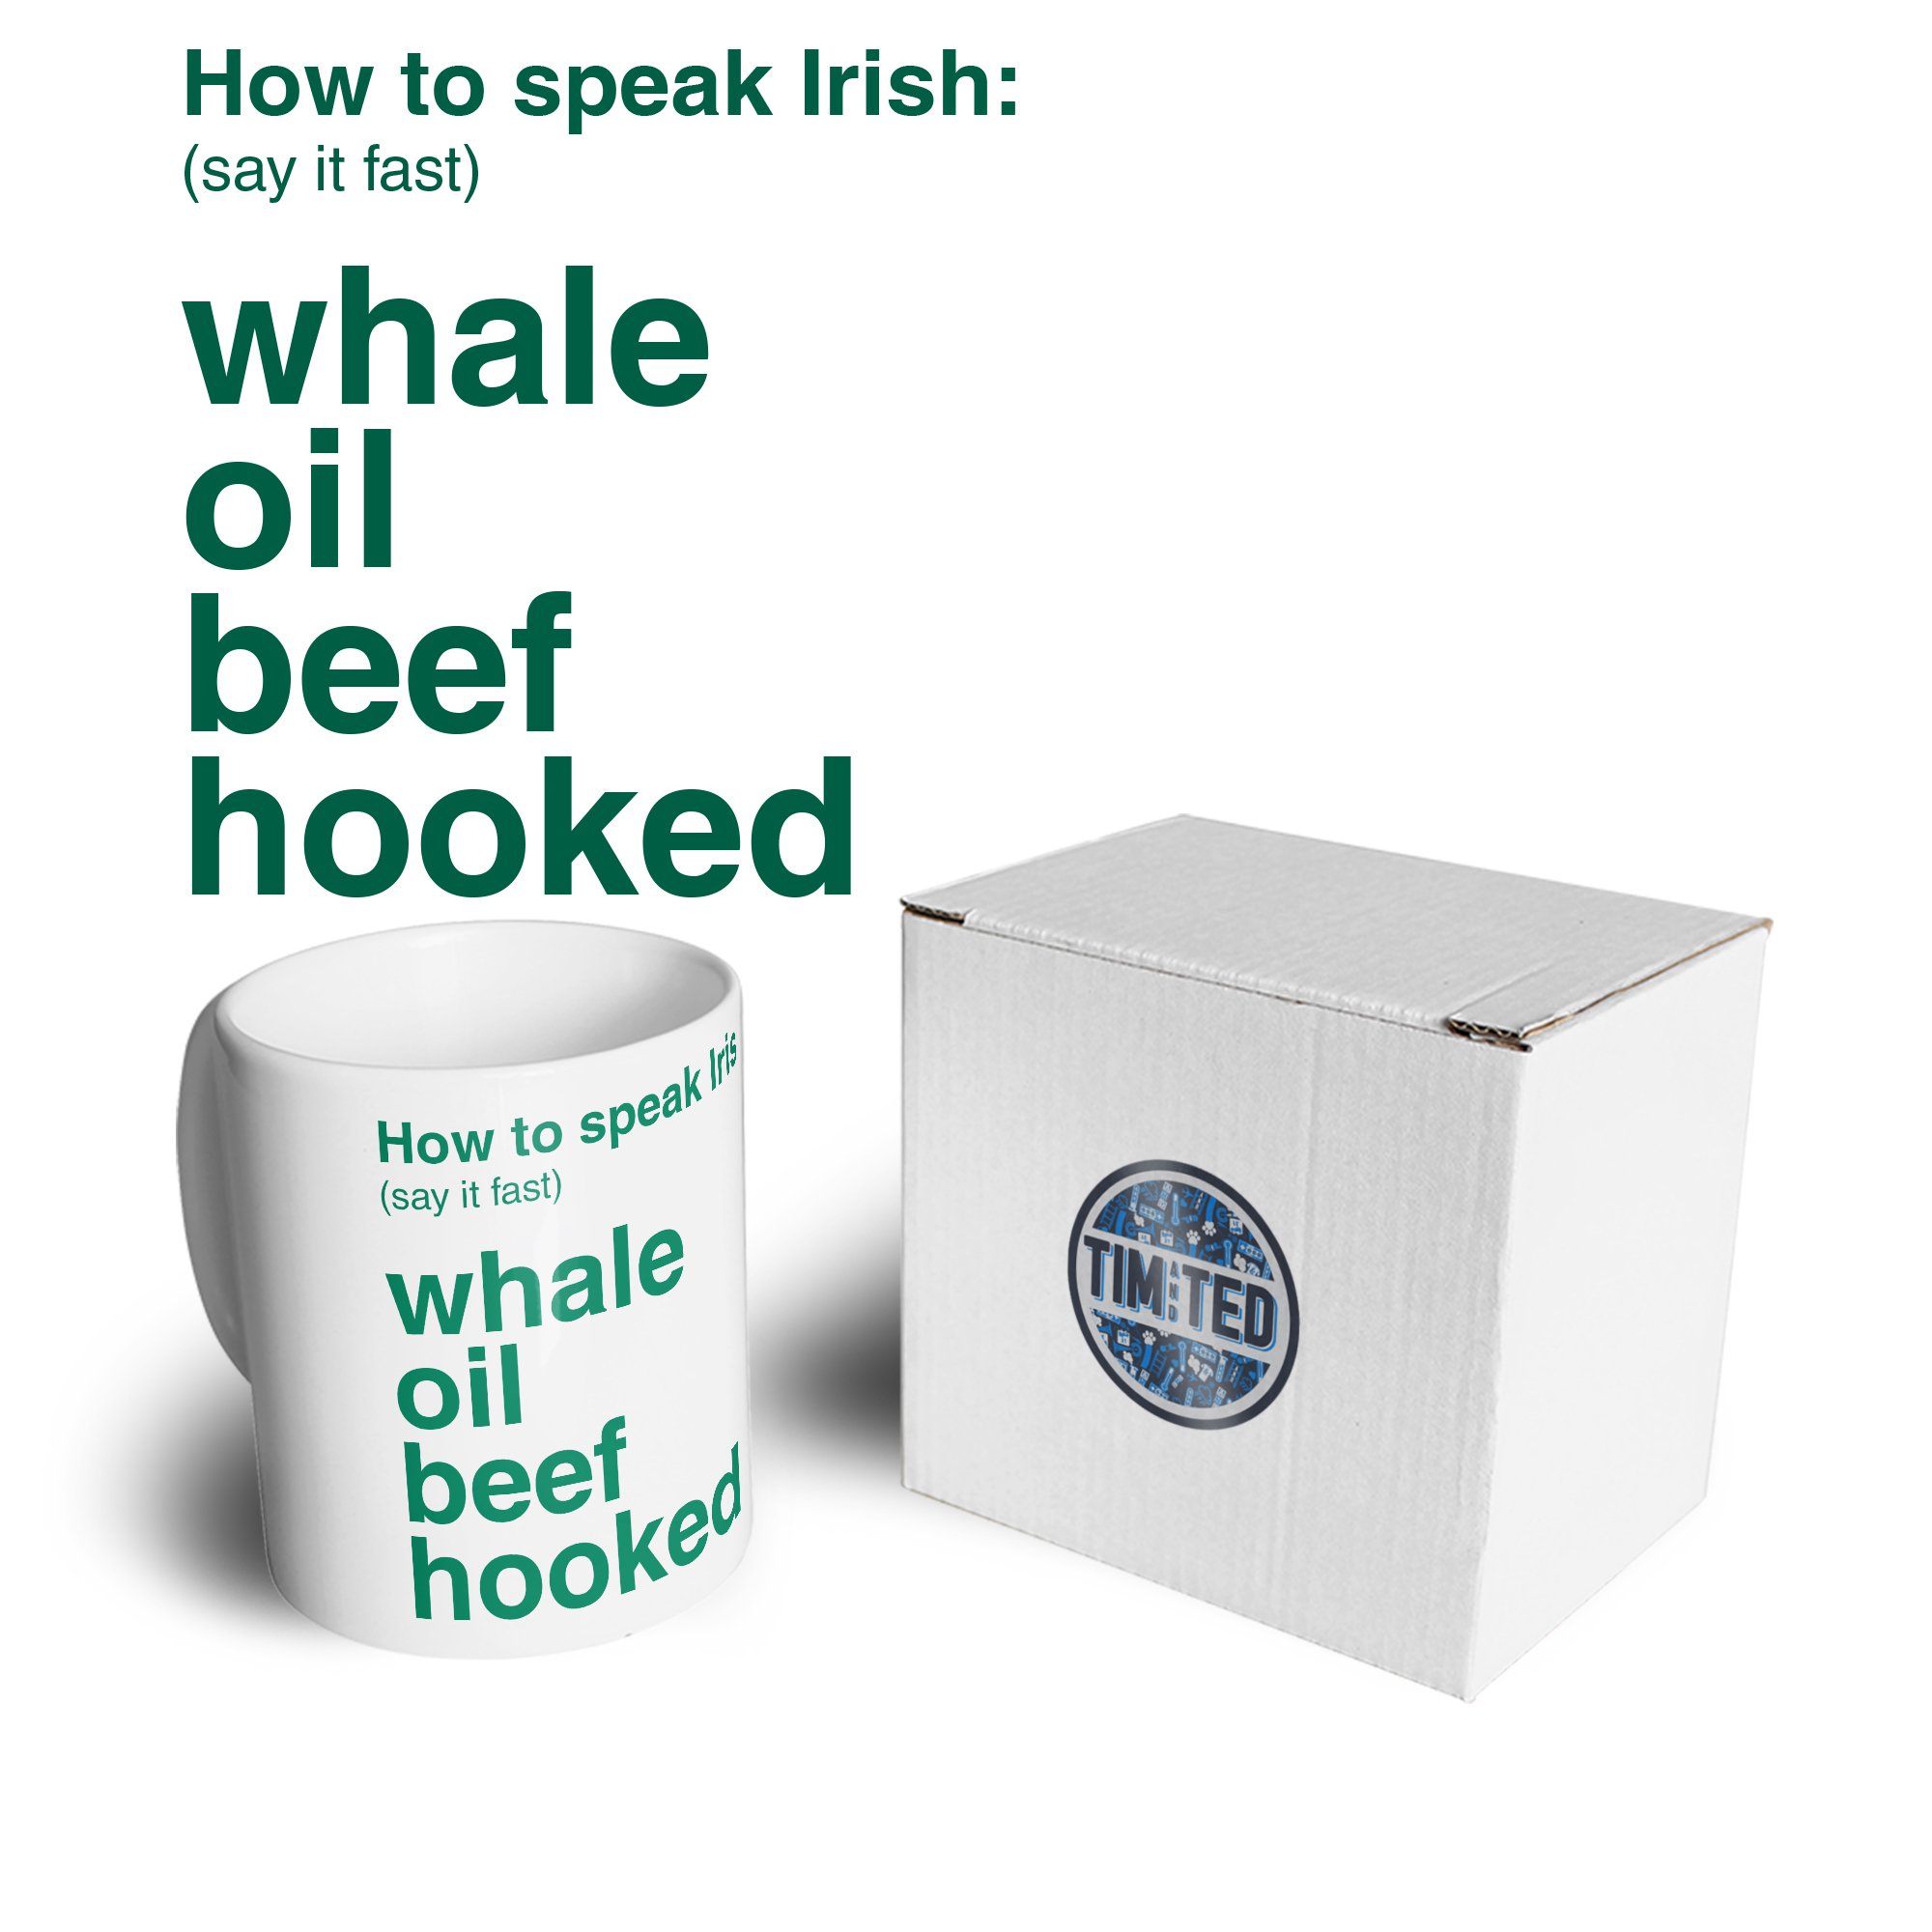 How to speak Irish:
(say it fast)
whale
oil
beef
hooked
How to speak Iris
(say it fast)
whale
oil
beef
hooked
TIM AND TED